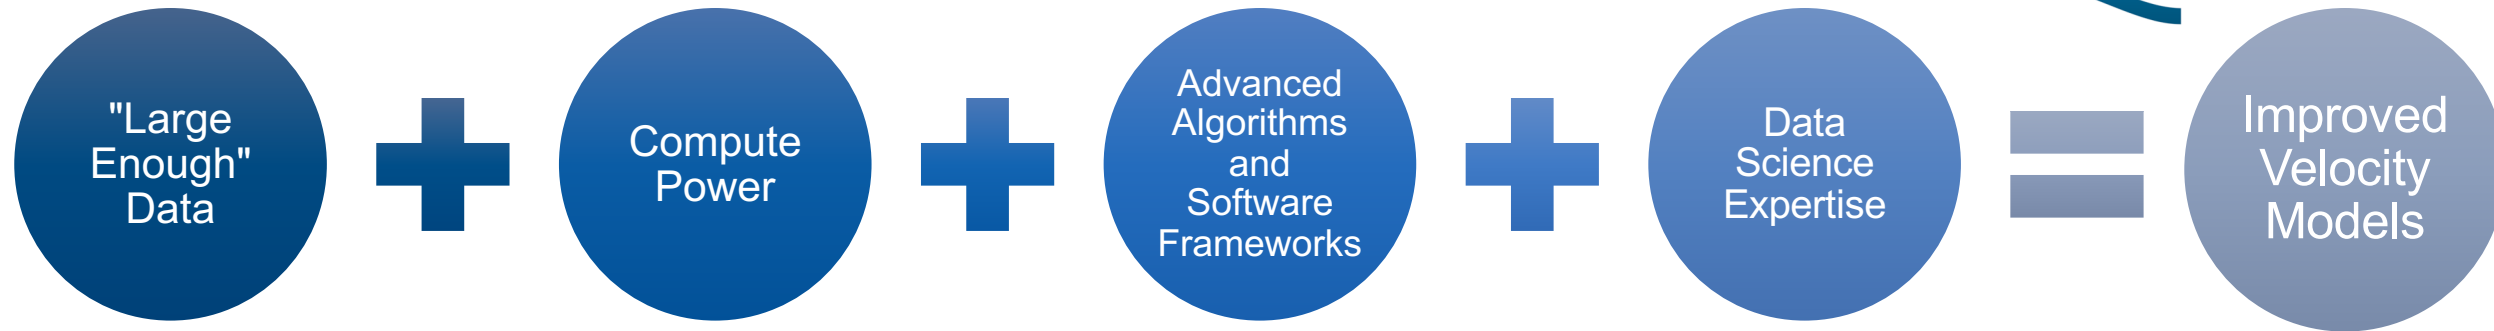 "Large
Enough"
Data
Compute
Power
Advanced
Algorithms
and
Software
Frameworks
Data
Science
Expertise
Improved
Velocity
Models